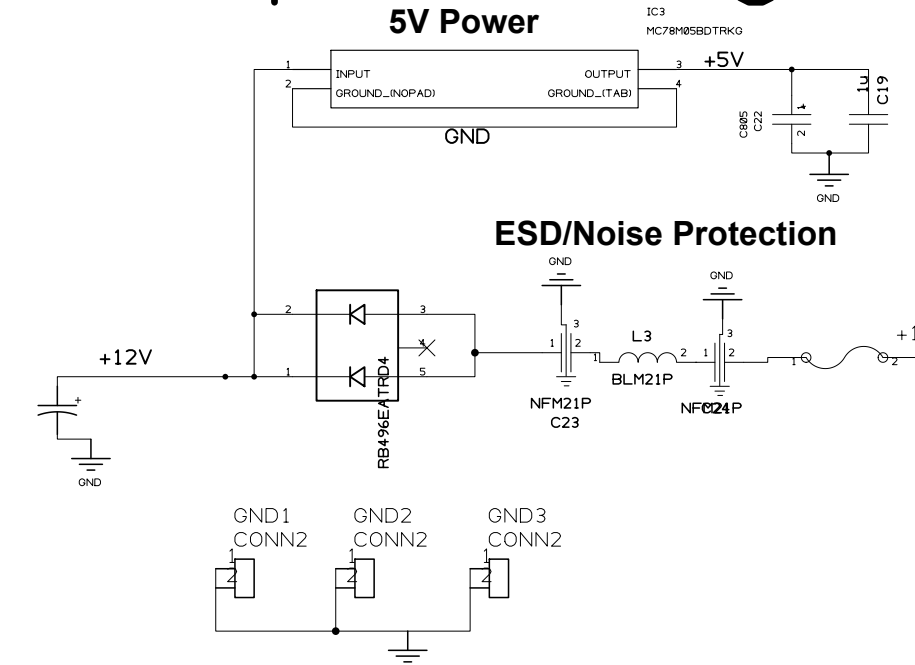 5V Power
IC3
MC78M05BDTRKG
1
INPUT
OUTPUT
3
+5V
2
GROUND_(NOPAD)
GROUND_(TAB)
4
GND
C805
C22
1
2
1u
C19
GND
ESD/Noise Protection
GND
GND
2
3
4
1
5
RB496EATRD4
+12V
+
GND
3
1
2
NFM21P
C23
1
L3
2
BLM21P
3
1
2
NFM21P
C24
1
2
+1
GND1
CONN2
1
2
GND2
CONN2
1
2
GND3
CONN2
1
2